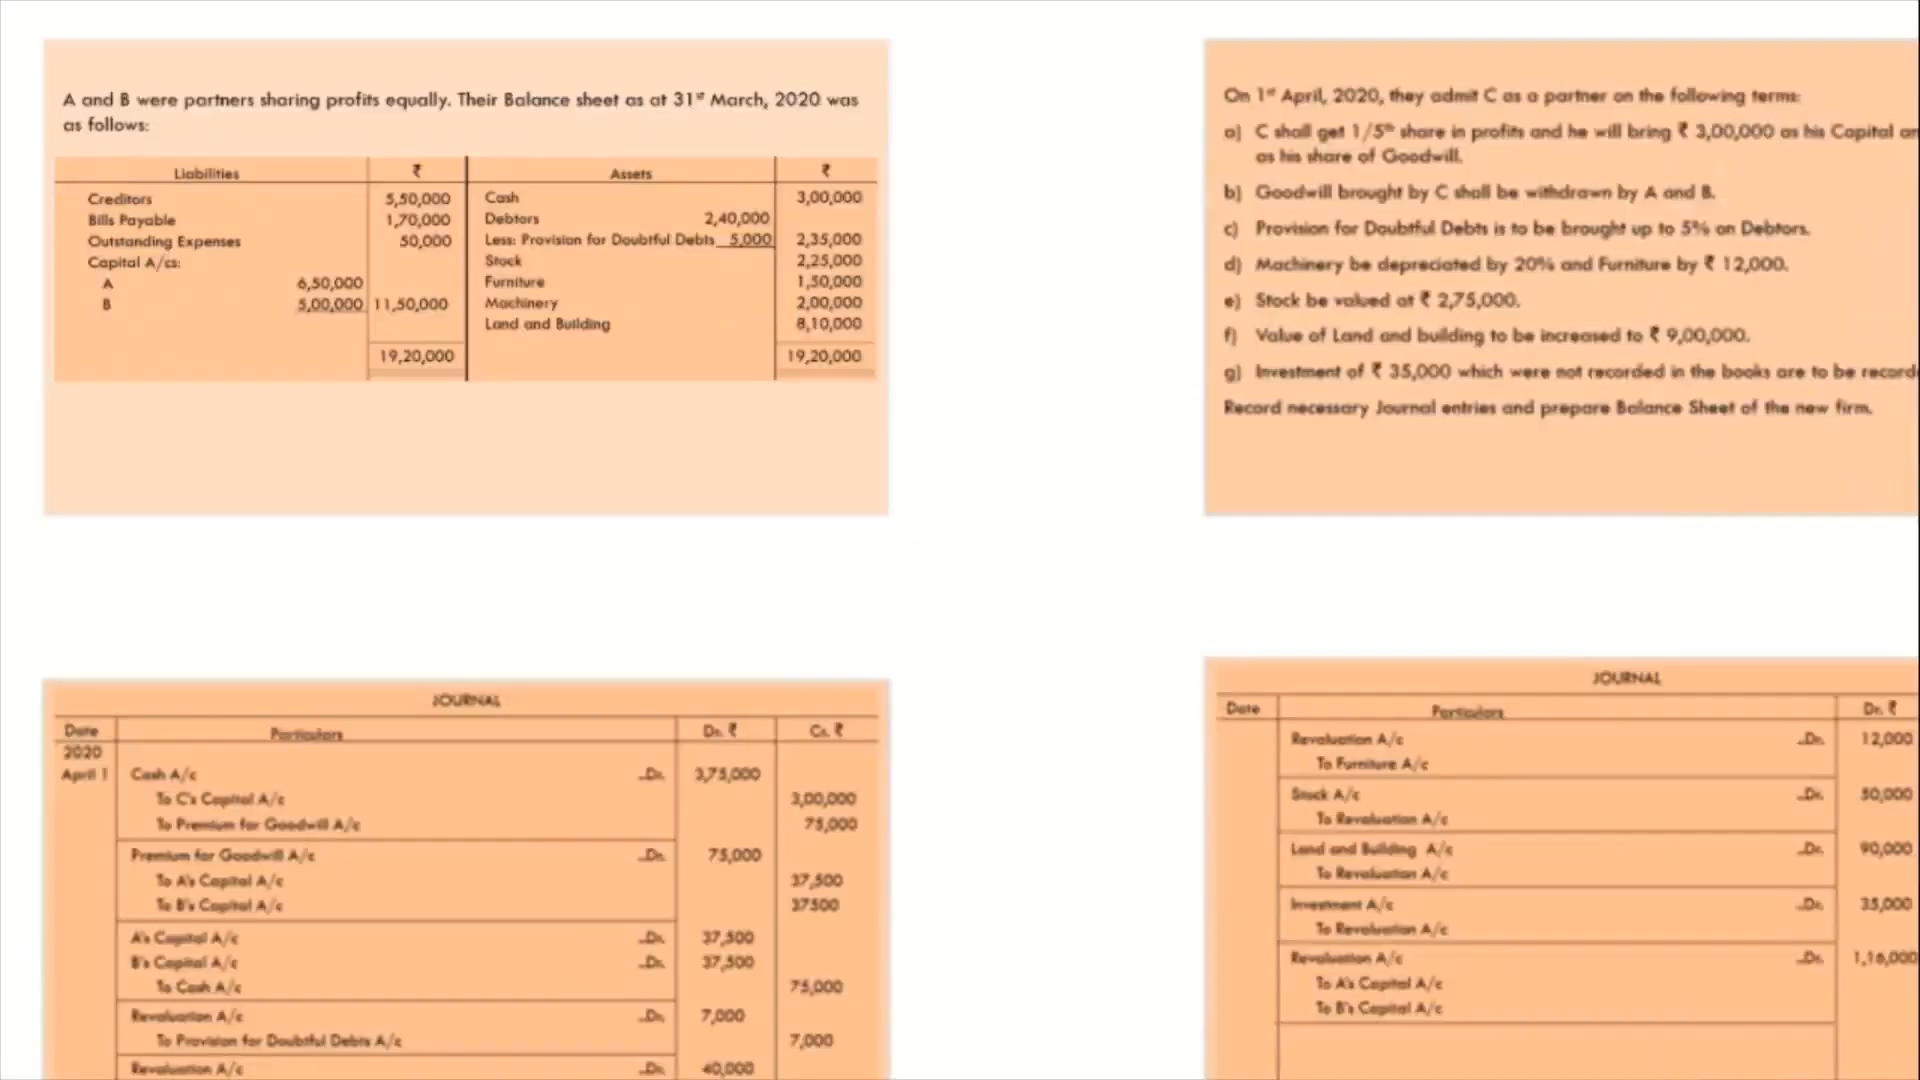 A and B were partners sharing profits equally. Their Balance sheet as at 31st March, 2020 was
as follows:
Liabilities ₹ Assets ₹
Creditors 5,50,000 Cash 3,00,000
Bills Payable 1,70,000 Debtors 2,40,000
Outstanding Expenses 50,000 Less: Provision for Doubtful Debts 5,000 2,35,000
Capital A/cs: Stock 2,25,000
A 6,50,000 Furniture 1,50,000
B 5,00,000 11,50,000 Machinery 2,00,000
Land and Building 8,10,000
19,20,000 19,20,000
On 1st April, 2020, they admit C as a partner on the following terms:
a) C shall get 1/5th share in profits and he will bring ₹ 3,00,000 as his Capital
as his share of Goodwill.
b) Goodwill brought by C shall be withdrawn by A and B.
c) Provision for Doubtful Debts is to be brought up to 5% on Debtors.
d) Machinery be depreciated by 20% and Furniture by ₹ 12,000.
e) Stock be valued at ₹ 2,75,000.
f) Value of Land and building to be increased to ₹ 9,00,000.
g) Investment of ₹ 35,000 which were not recorded in the books are to be
Record necessary Journal entries and prepare Balance Sheet of the new firm.
JOURNAL
Date Particulars Dr. ₹ Cr. ₹
2020
April 1 Cash A/c ...Dr. 3,75,000
To C's Capital A/c 3,00,000
To Premium for Goodwill A/c 75,000
Premium for Goodwill A/c ...Dr. 75,000
To A's Capital A/c 37,500
To B's Capital A/c 37500
A's Capital A/c ...Dr. 37,500
B's Capital A/c ...Dr. 37,500
To Cash A/c 75,000
Revaluation A/c ...Dr. 7,000
To Provision for Doubtful Debts A/c 7,000
Revaluation A/c ...Dr. 40,000
JOURNAL
Date Particulars Dr. ₹
Revaluation A/c ...Dr. 12,000
To Furniture A/c
Stock A/c ...Dr. 50,000
To Revaluation A/c
Land and Building A/c ...Dr. 90,000
To Revaluation A/c
Investment A/c ...Dr. 35,000
To Revaluation A/c
Revaluation A/c ...Dr. 1,16,000
To A's Capital A/c
To B's Capital A/c